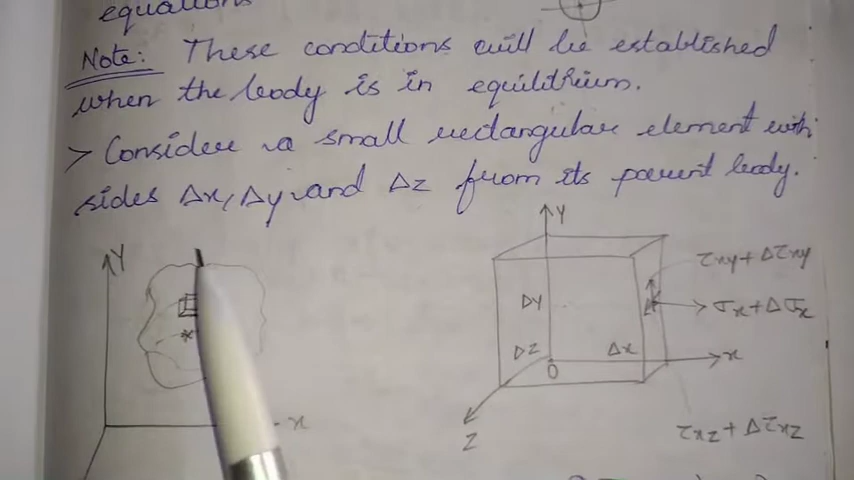 equations
Note: These conditions will be established
when the body is in equilibrium.
> Consider a small rectangular element with
sides Δx, Δy and Δz from its parent body.
Y
x
Y
τxy + Δτxy
Δy
σx + Δσx
Δz
Δx
x
O
z
τxz + Δτxz